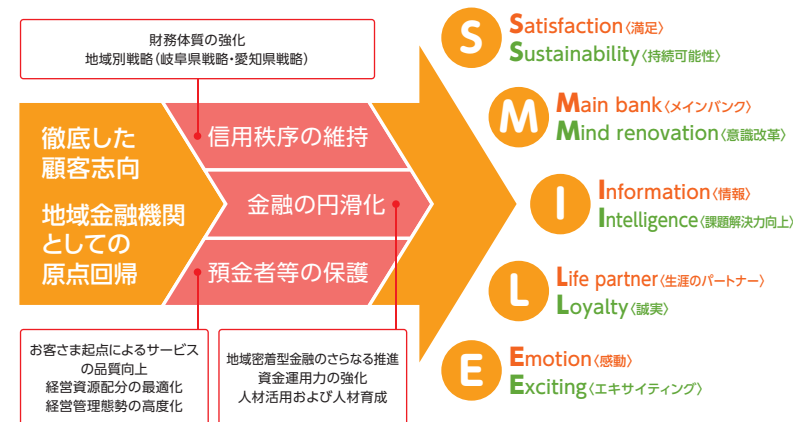 財務体質の強化
地域別戦略(岐阜県戦略・愛知県戦略)
徹底した
顧客志向
地域金融機関
としての
原点回帰
信用秩序の維持
金融の円滑化
預金者等の保護
お客さま起点によるサービス
の品質向上
経営資源配分の最適化
経営管理態勢の高度化
地域密着型金融のさらなる推進
資金運用力の強化
人材活用および人材育成
S
Satisfaction〈満足〉
Sustainability〈持続可能性〉
M
Main bank〈メインバンク〉
Mind renovation〈意識改革〉
I
Information〈情報〉
Intelligence〈課題解決力向上〉
L
Life partner〈生涯のパートナー〉
Loyalty〈誠実〉
E
Emotion〈感動〉
Exciting〈エキサイティング〉